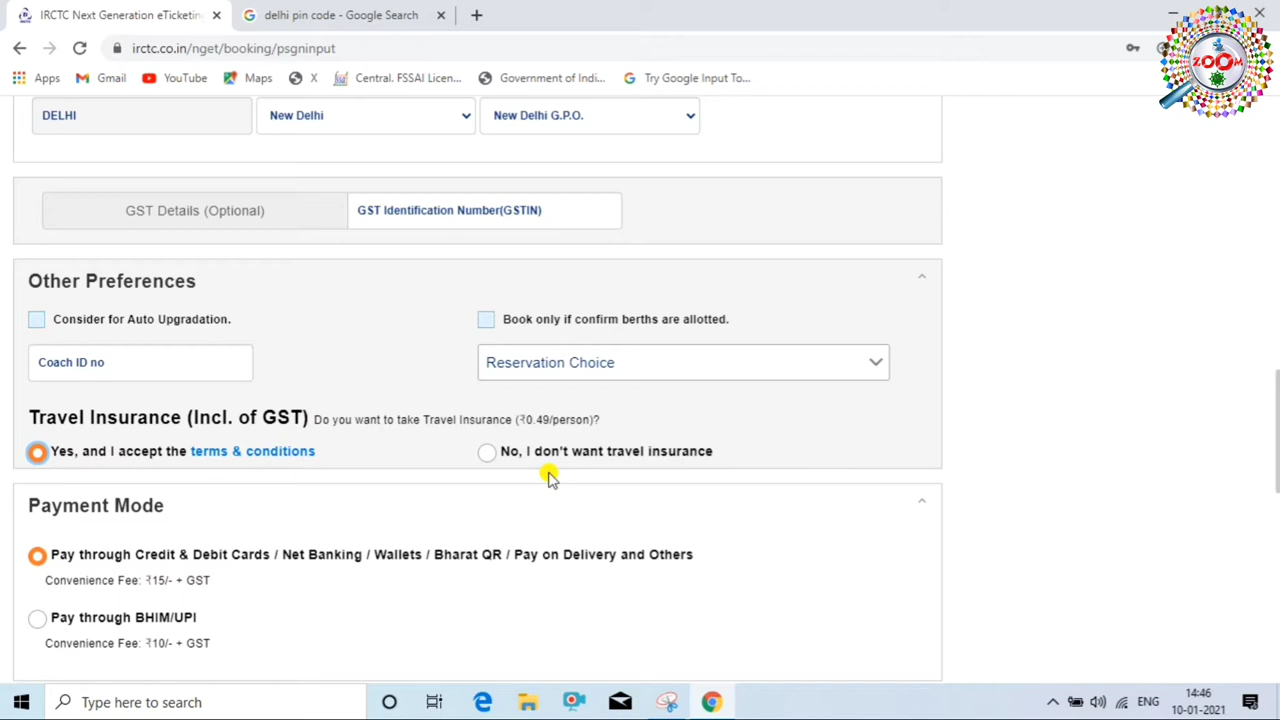 IRCTC Next Generation eTicketing
delhi pin code - Google Search
irctc.co.in/nget/booking/psgninput
Apps Gmail YouTube Maps X Central. FSSAI Licen... Government of Indi... Try Google Input To...
ZOOM
DELHI New Delhi New Delhi G.P.O.
GST Details (Optional) GST Identification Number(GSTIN)
Other Preferences
Consider for Auto Upgradation. Book only if confirm berths are allotted.
Coach ID no Reservation Choice
Travel Insurance (Incl. of GST) Do you want to take Travel Insurance (₹0.49/person)?
Yes, and I accept the terms & conditions No, I don't want travel insurance
Payment Mode
Pay through Credit & Debit Cards / Net Banking / Wallets / Bharat QR / Pay on Delivery and Others
Convenience Fee: ₹15/- + GST
Pay through BHIM/UPI
Convenience Fee: ₹10/- + GST
Type here to search ENG 14:46
10-01-2021